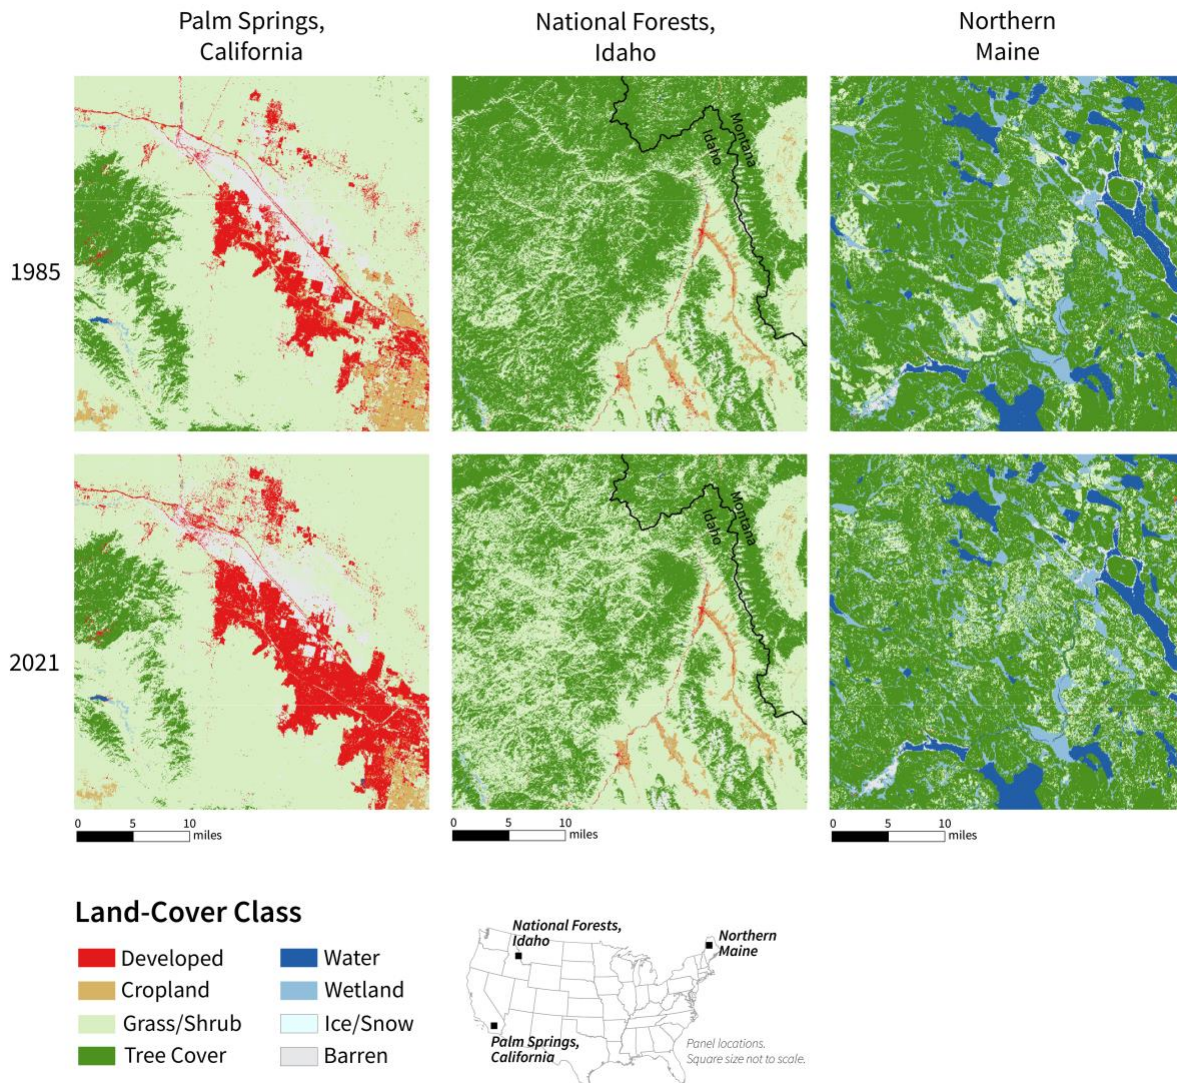 Palm Springs,
California
National Forests,
Idaho
Northern
Maine
1985
Montana
Idaho
2021
Montana
Idaho
0 5 10
miles
0 5 10
miles
0 5 10
miles
Land-Cover Class
Developed
Cropland
Grass/Shrub
Tree Cover
Water
Wetland
Ice/Snow
Barren
National Forests,
Idaho
Northern
Maine
Palm Springs,
California
Panel locations.
Square size not to scale.